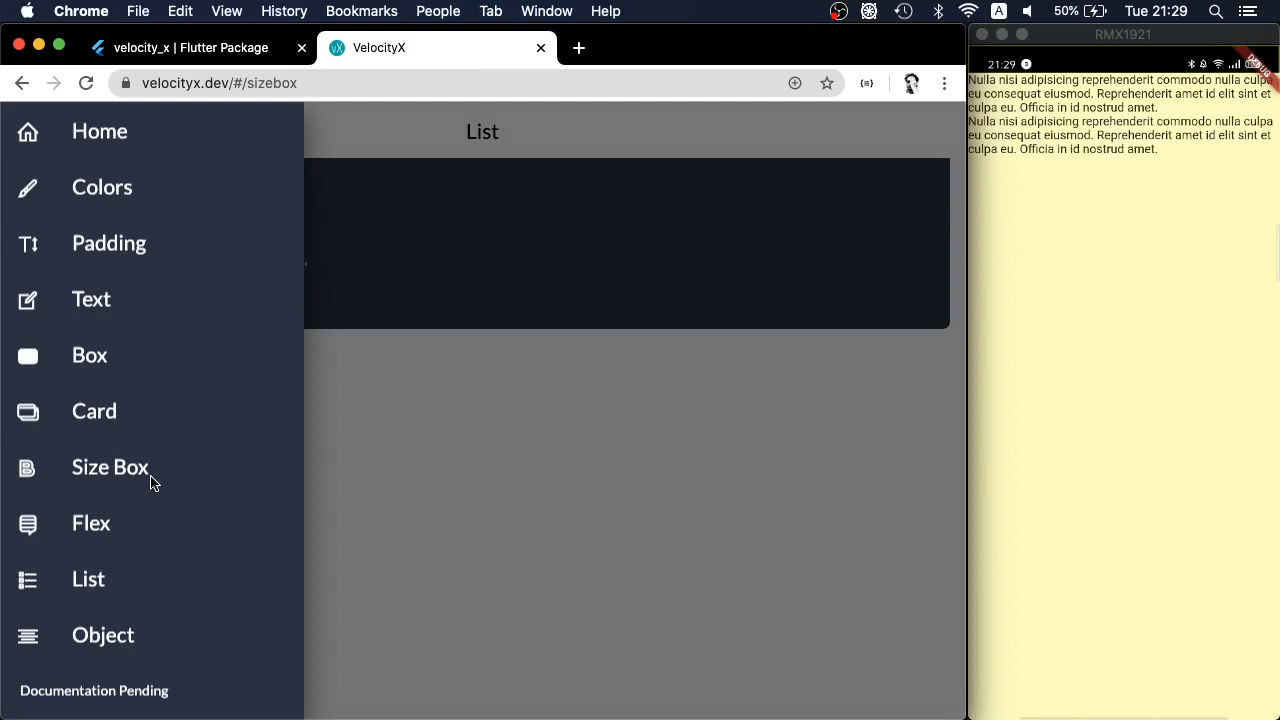 Chrome File Edit View History Bookmarks People Tab Window Help
A 50% Tue 21:29
velocity_x | Flutter Package
VelocityX
velocityx.dev/#/sizebox
Home
Colors
Padding
Text
Box
Card
Size Box
Flex
List
Object
Documentation Pending
List
RMX1921
21:29
DEBUG
Nulla nisi adipisicing reprehenderit commodo nulla culpa
eu consequat eiusmod. Reprehenderit amet id elit sint et
culpa eu. Officia in id nostrud amet.
Nulla nisi adipisicing reprehenderit commodo nulla culpa
eu consequat eiusmod. Reprehenderit amet id elit sint et
culpa eu. Officia in id nostrud amet.